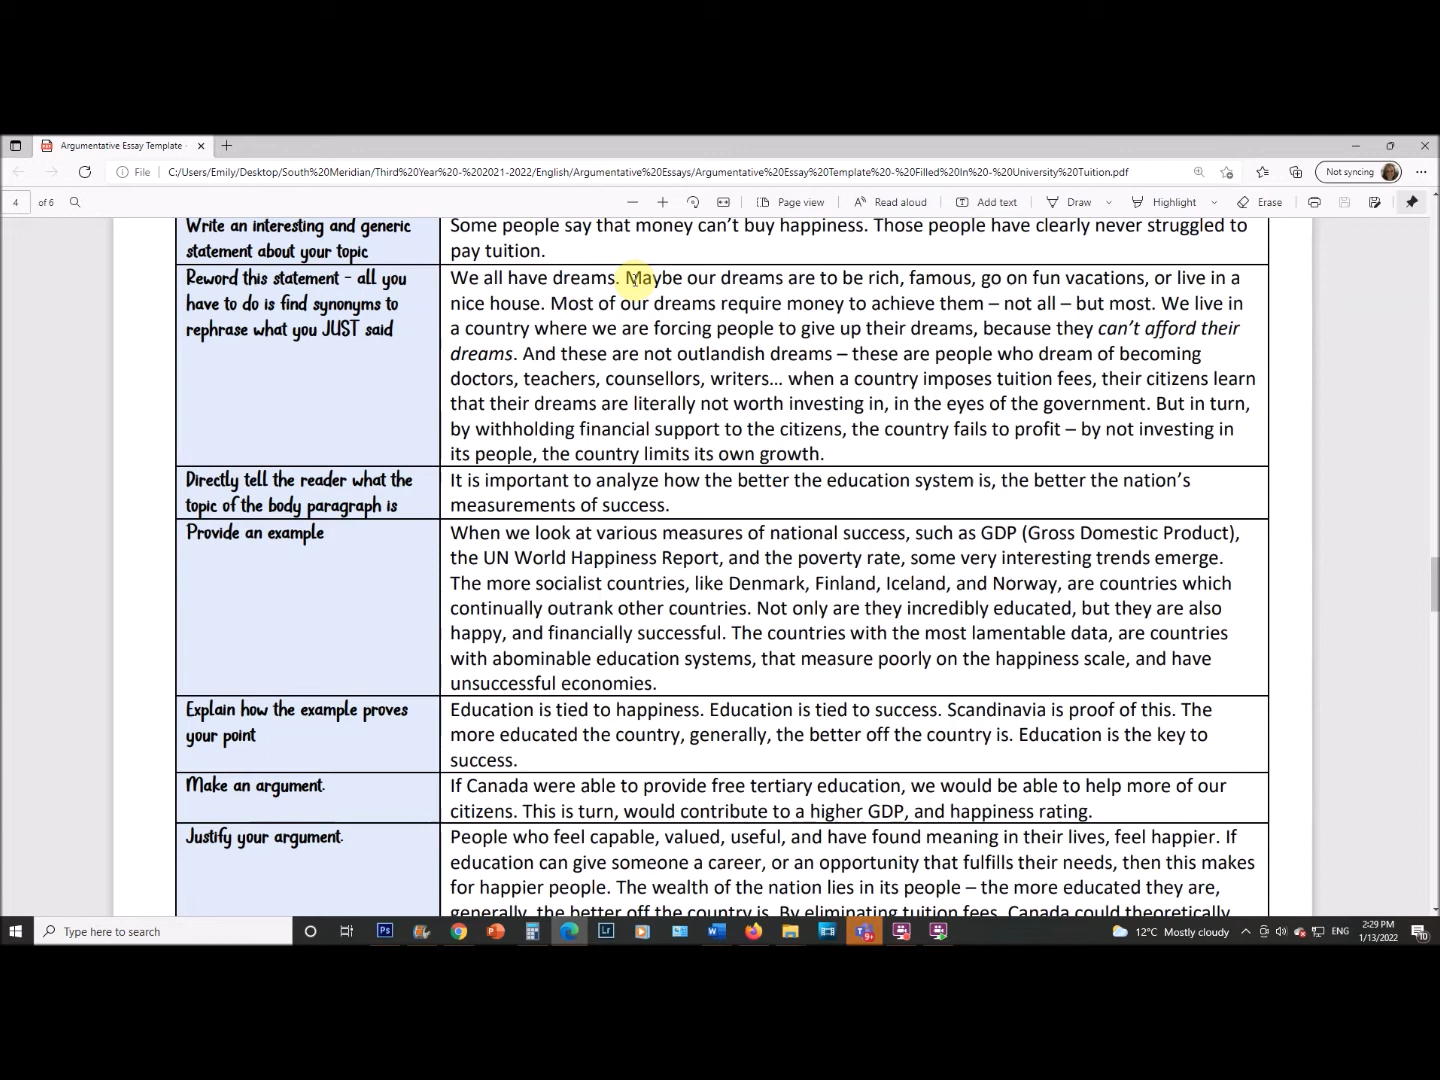 Argumentative Essay Template -
File C:/Users/Emily/Desktop/South%20Meridian/Third%20Year%20-%202021-2022/English/Argumentative%20Essays/Argumentative%20Essay%20Template%20-%20Filled%20In%20-%20University%20Tuition.pdf
Not syncing
4 of 6 Page view Read aloud Add text Draw Highlight Erase
Write an interesting and generic
statement about your topic
Some people say that money can't buy happiness. Those people have clearly never struggled to
pay tuition.
Reword this statement - all you
have to do is find synonyms to
rephrase what you JUST said
We all have dreams. Maybe our dreams are to be rich, famous, go on fun vacations, or live in a
nice house. Most of our dreams require money to achieve them – not all – but most. We live in
a country where we are forcing people to give up their dreams, because they can't afford their
dreams. And these are not outlandish dreams – these are people who dream of becoming
doctors, teachers, counsellors, writers... when a country imposes tuition fees, their citizens learn
that their dreams are literally not worth investing in, in the eyes of the government. But in turn,
by withholding financial support to the citizens, the country fails to profit – by not investing in
its people, the country limits its own growth.
Directly tell the reader what the
topic of the body paragraph is
It is important to analyze how the better the education system is, the better the nation's
measurements of success.
Provide an example
When we look at various measures of national success, such as GDP (Gross Domestic Product),
the UN World Happiness Report, and the poverty rate, some very interesting trends emerge.
The more socialist countries, like Denmark, Finland, Iceland, and Norway, are countries which
continually outrank other countries. Not only are they incredibly educated, but they are also
happy, and financially successful. The countries with the most lamentable data, are countries
with abominable education systems, that measure poorly on the happiness scale, and have
unsuccessful economies.
Explain how the example proves
your point
Education is tied to happiness. Education is tied to success. Scandinavia is proof of this. The
more educated the country, generally, the better off the country is. Education is the key to
success.
Make an argument.
If Canada were able to provide free tertiary education, we would be able to help more of our
citizens. This is turn, would contribute to a higher GDP, and happiness rating.
Justify your argument.
People who feel capable, valued, useful, and have found meaning in their lives, feel happier. If
education can give someone a career, or an opportunity that fulfills their needs, then this makes
for happier people. The wealth of the nation lies in its people – the more educated they are,
generally, the better off the country is. By eliminating tuition fees, Canada could theoretically
Type here to search
Ps
Lr
9+
12°C Mostly cloudy
ENG
2:29 PM
1/13/2022
10